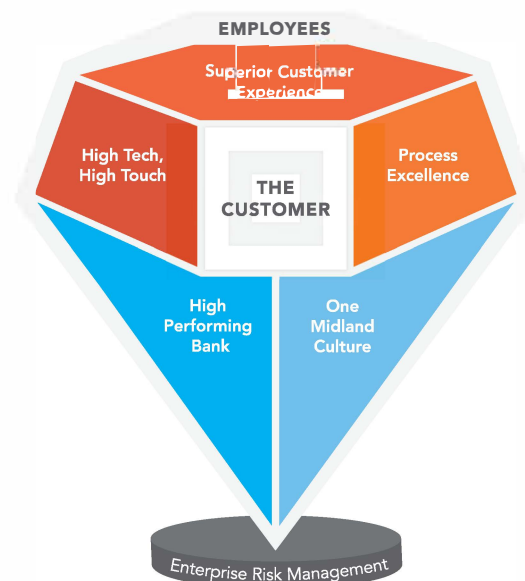 EMPLOYEES
Superior Customer
Experience
High Tech,
High Touch
Process
Excellence
THE
CUSTOMER
High
Performing
Bank
One
Midland
Culture
Enterprise Risk Management